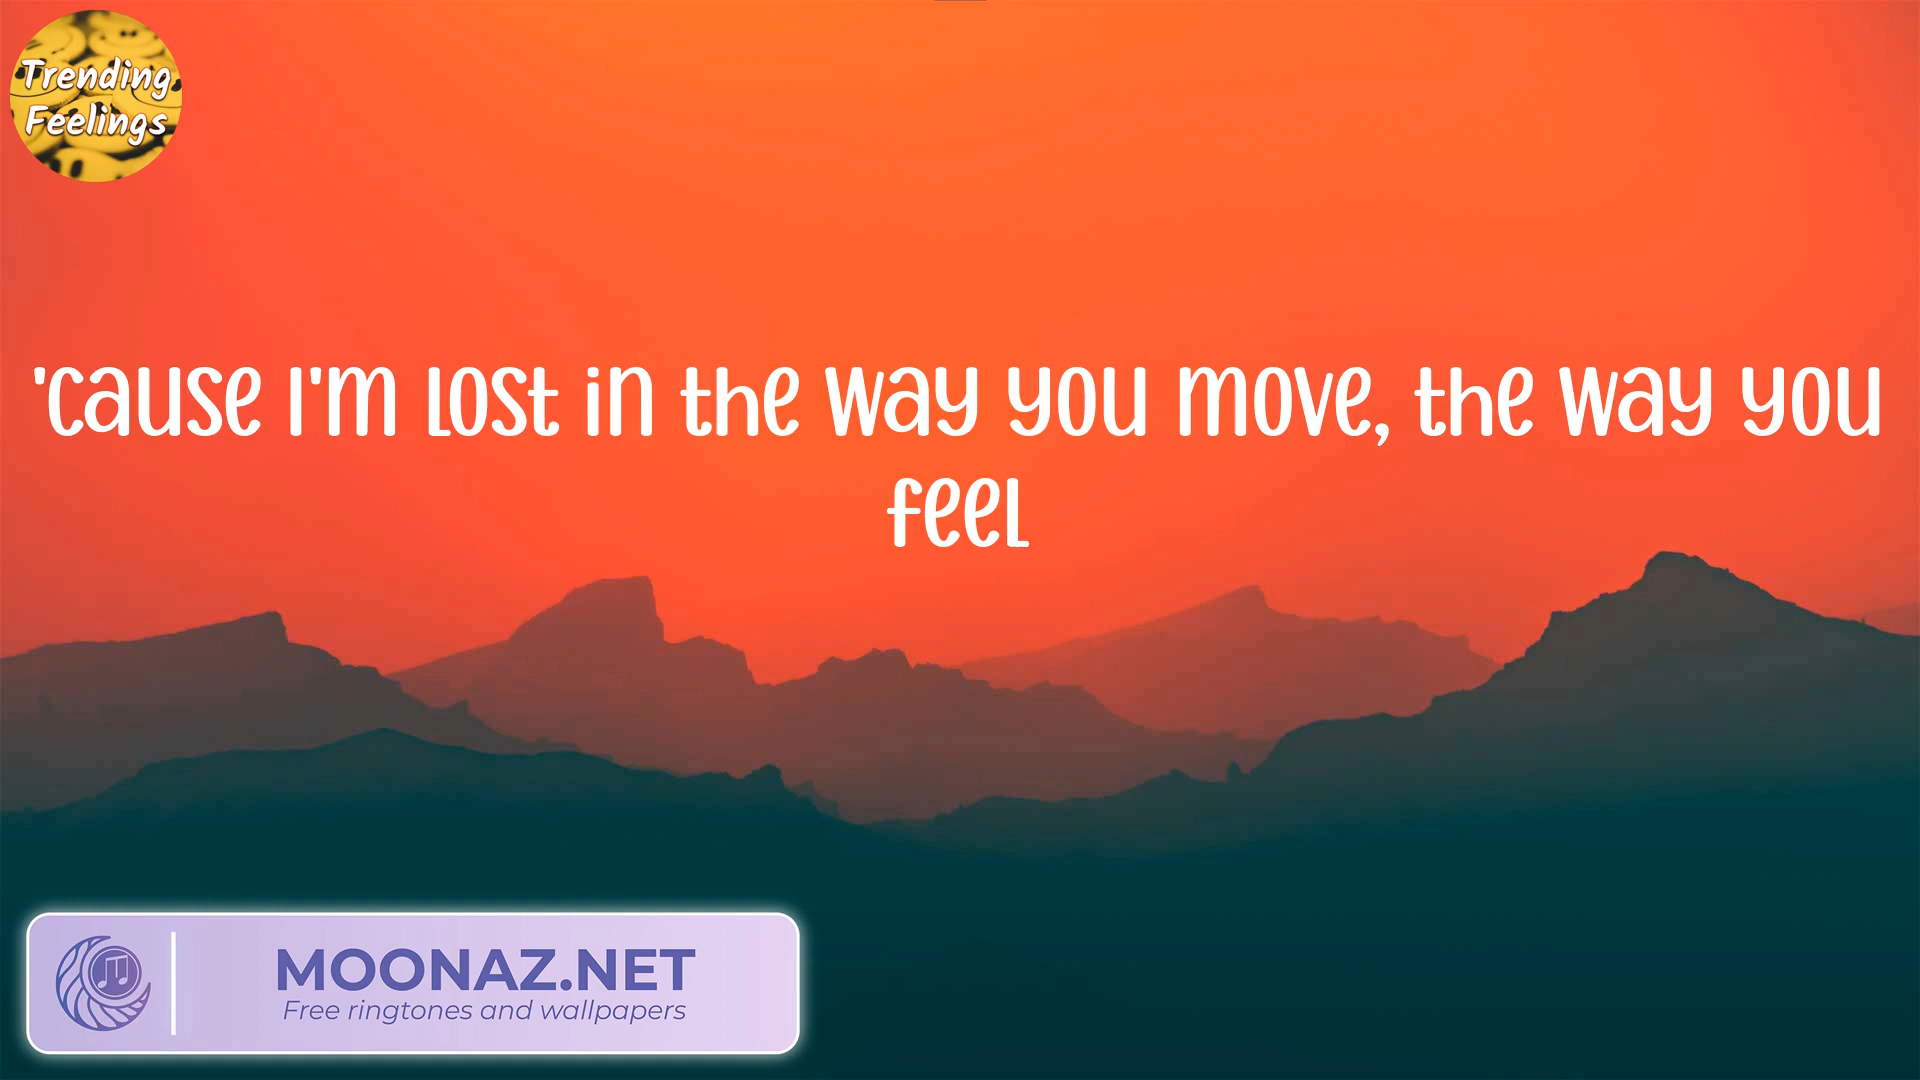 Trending
Feelings
'cause I'm lost in the way you move, the way you
feel
MOONAZ.NET
Free ringtones and wallpapers